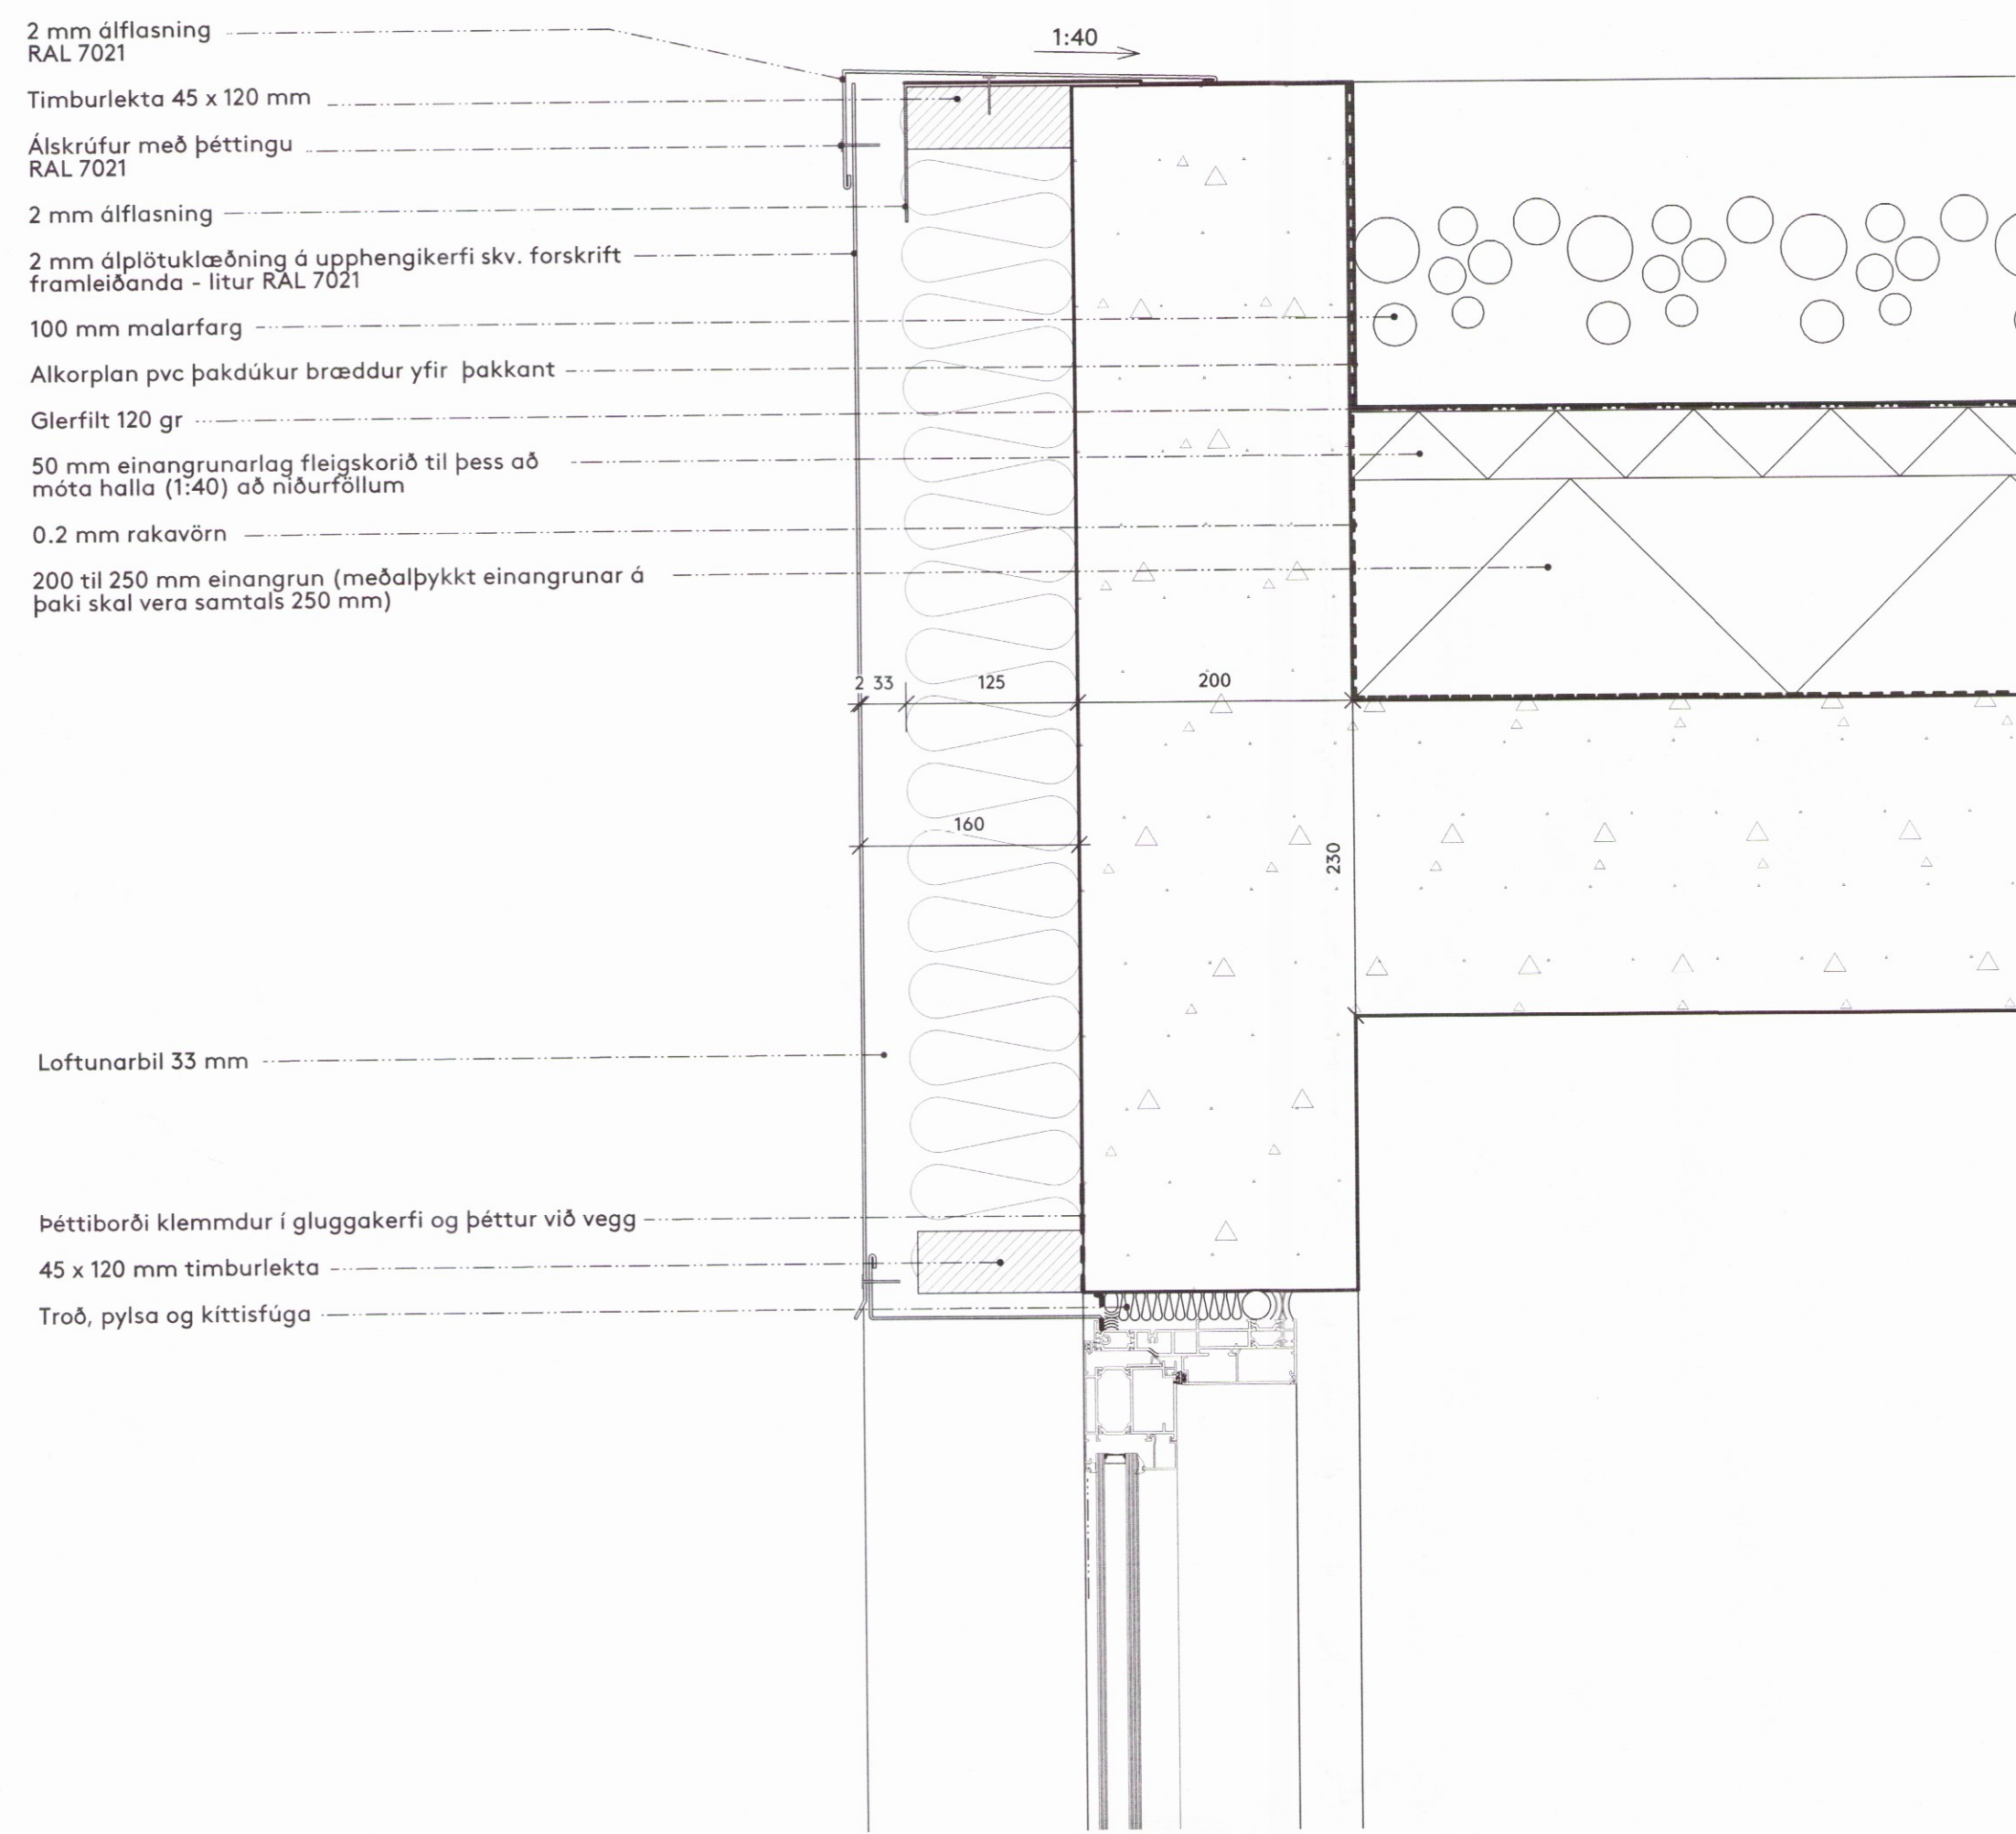 2 mm álflasning
RAL 7021
1:40
Timburlekta 45 x 120 mm
Álskrúfur með þéttingu
RAL 7021
2 mm álflasning
2 mm álplötuklæðning á upphengikerfi skv. forskrift
framleiðanda - litur RAL 7021
100 mm malarfarg
Alkorplan pvc þakdúkur bræddur yfir þakkant
Glerfilt 120 gr
50 mm einangrunarlag fleigskorið til þess að
móta halla (1:40) að niðurföllum
0.2 mm rakavörn
200 til 250 mm einangrun (meðalþykkt einangrunar á
þaki skal vera samtals 250 mm)
2 33 125 200
160
230
Loftunarbil 33 mm
Þéttiborði klemmdur í gluggakerfi og þéttur við vegg
45 x 120 mm timburlekta
Troð, pylsa og kíttisfúga